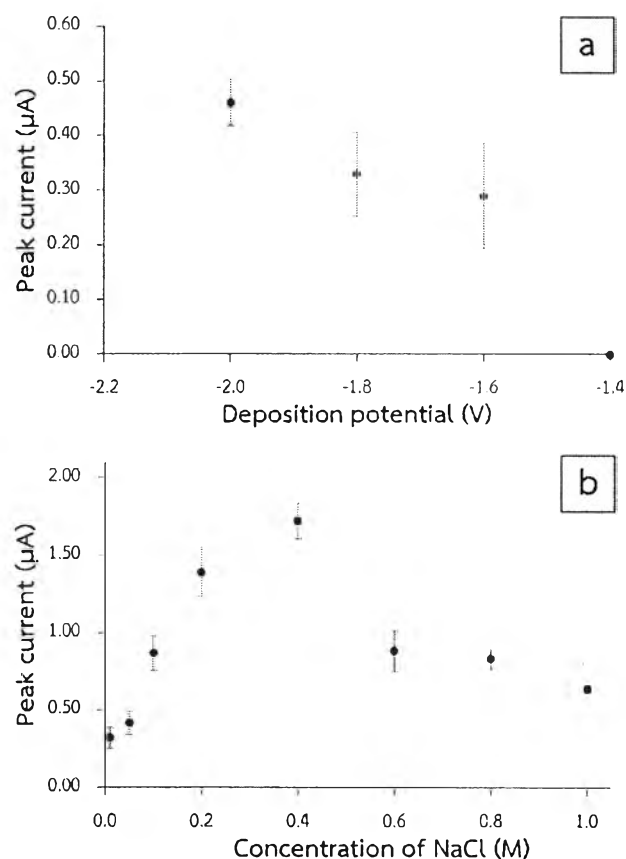 a
Peak current (µA)
0.60
0.50
0.40
0.30
0.20
0.10
0.00
-2.2 -2.0 -1.8 -1.6 -1.4
Deposition potential (V)
b
Peak current (µA)
2.00
1.50
1.00
0.50
0.00
0.0 0.2 0.4 0.6 0.8 1.0
Concentration of NaCl (M)